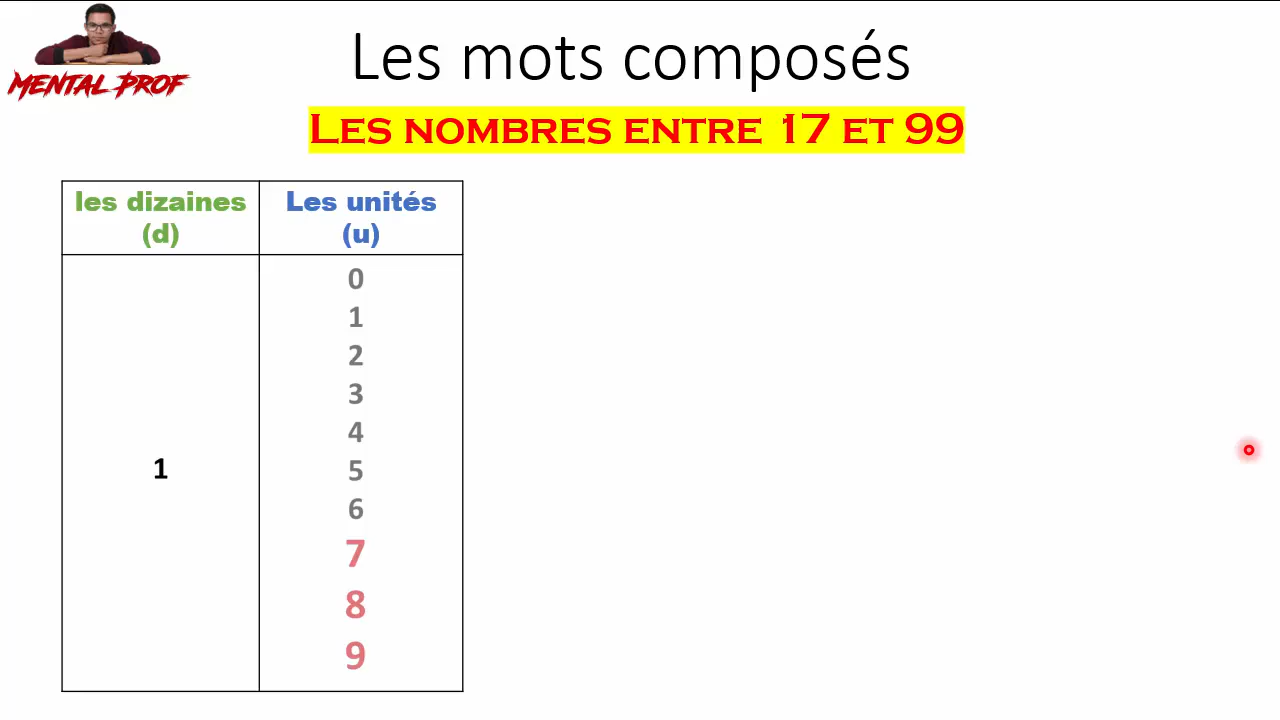 MENTAL PROF
Les mots composés
LES NOMBRES ENTRE 17 ET 99
les dizaines
(d)
Les unités
(u)
1
0
1
2
3
4
5
6
7
8
9